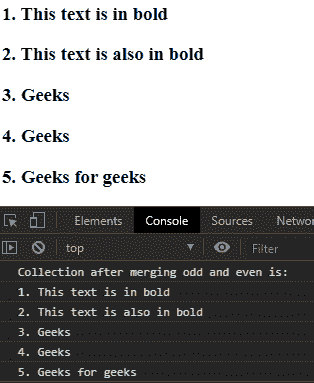 1. This text is in bold
2. This text is also in bold
3. Geeks
4. Geeks
5. Geeks for geeks
Elements Console Sources Networ
top Filter
Collection after merging odd and even is:
1. This text is in bold
2. This text is also in bold
3. Geeks
4. Geeks
5. Geeks for geeks